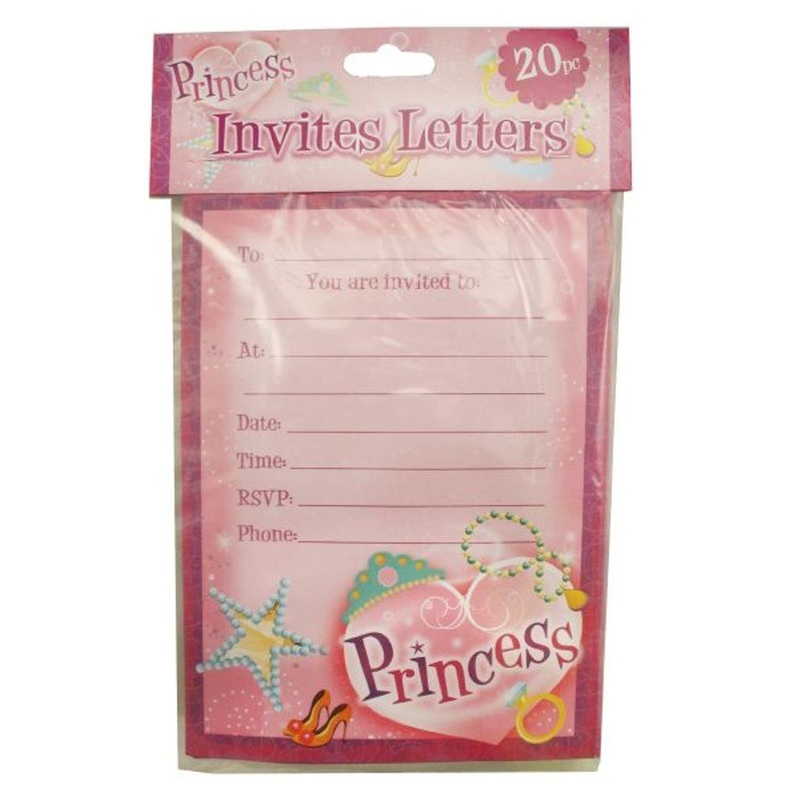 Princess
20pc
Invites Letters
To:
You are invited to:
At:
Date:
Time:
RSVP:
Phone:
Princess